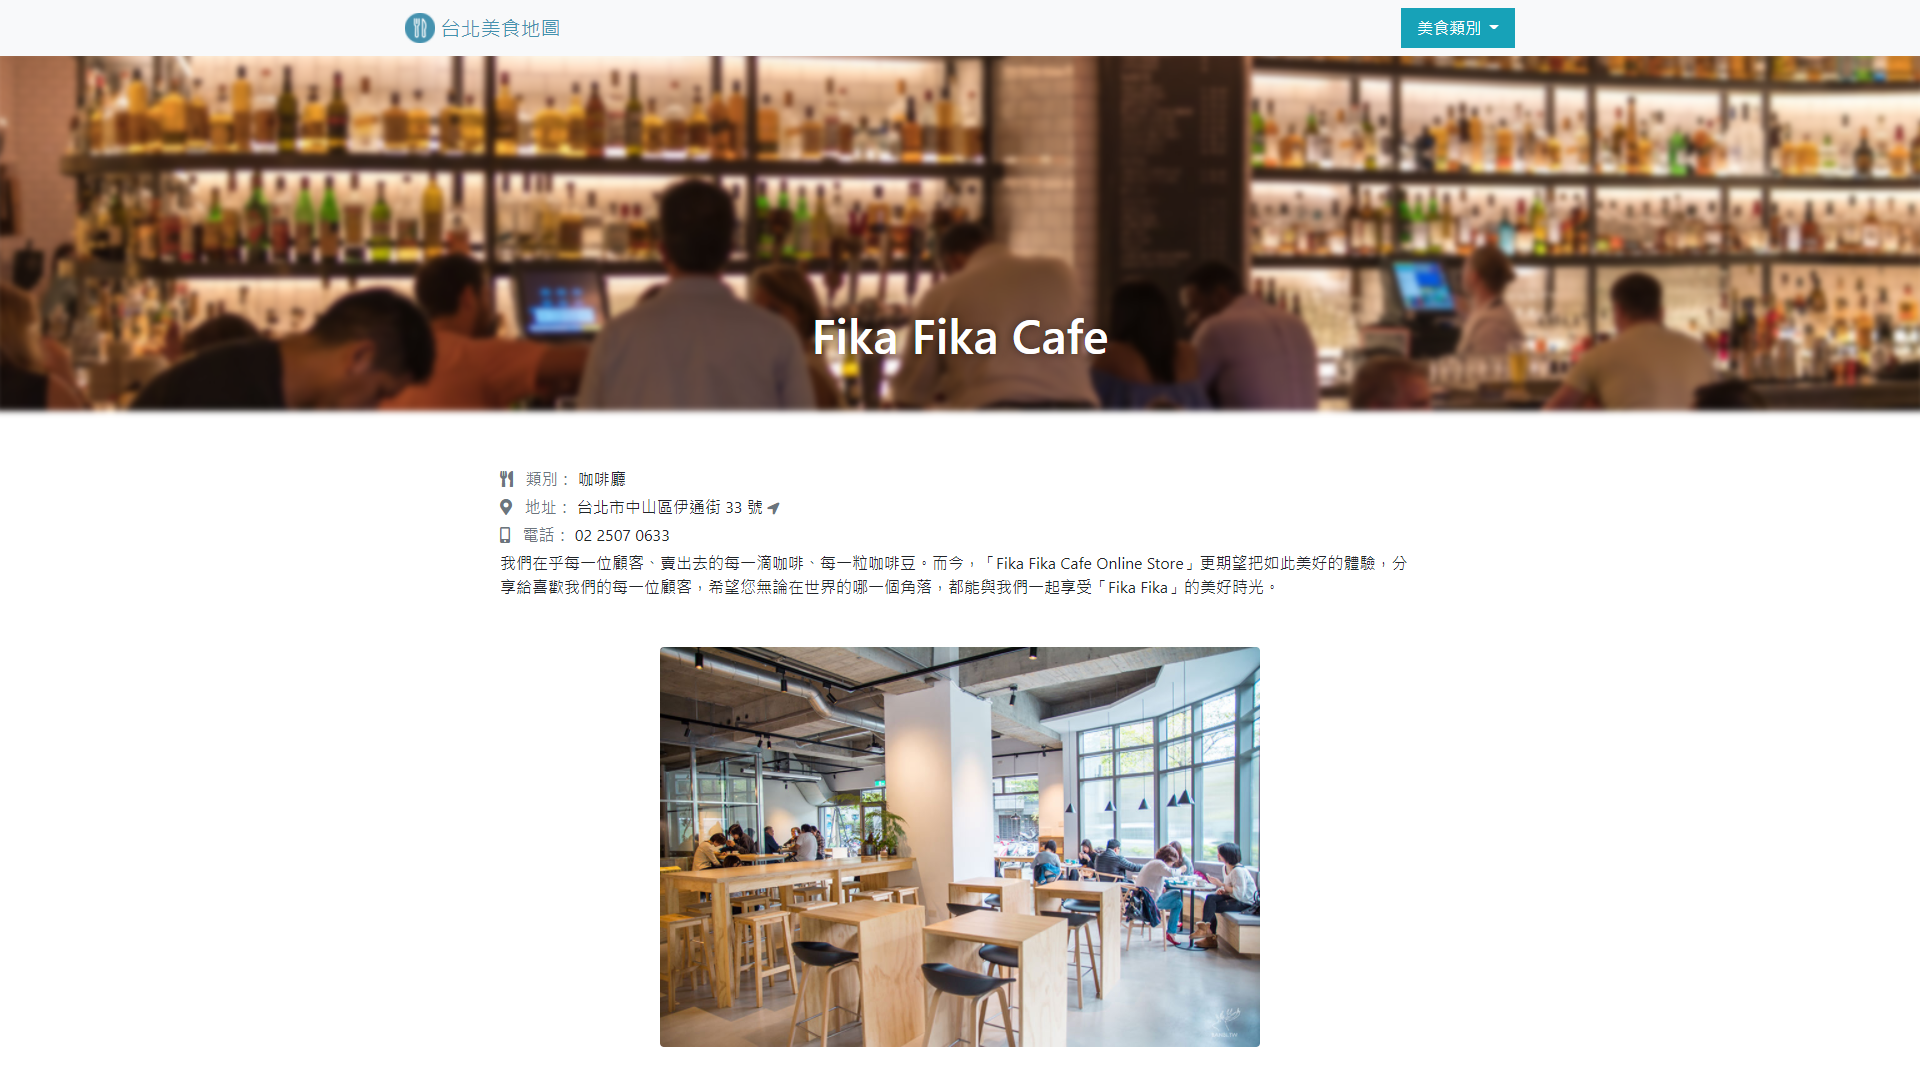 台北美食地圖
美食類別
Fika Fika Cafe
類別： 咖啡廳
地址： 台北市中山區伊通街 33 號
電話： 02 2507 0633
我們在乎每一位顧客、賣出去的每一滴咖啡、每一粒咖啡豆。而今，「Fika Fika Cafe Online Store」更期望把如此美好的體驗，分
享給喜歡我們的每一位顧客，希望您無論在世界的哪一個角落，都能與我們一起享受「Fika Fika」的美好時光。